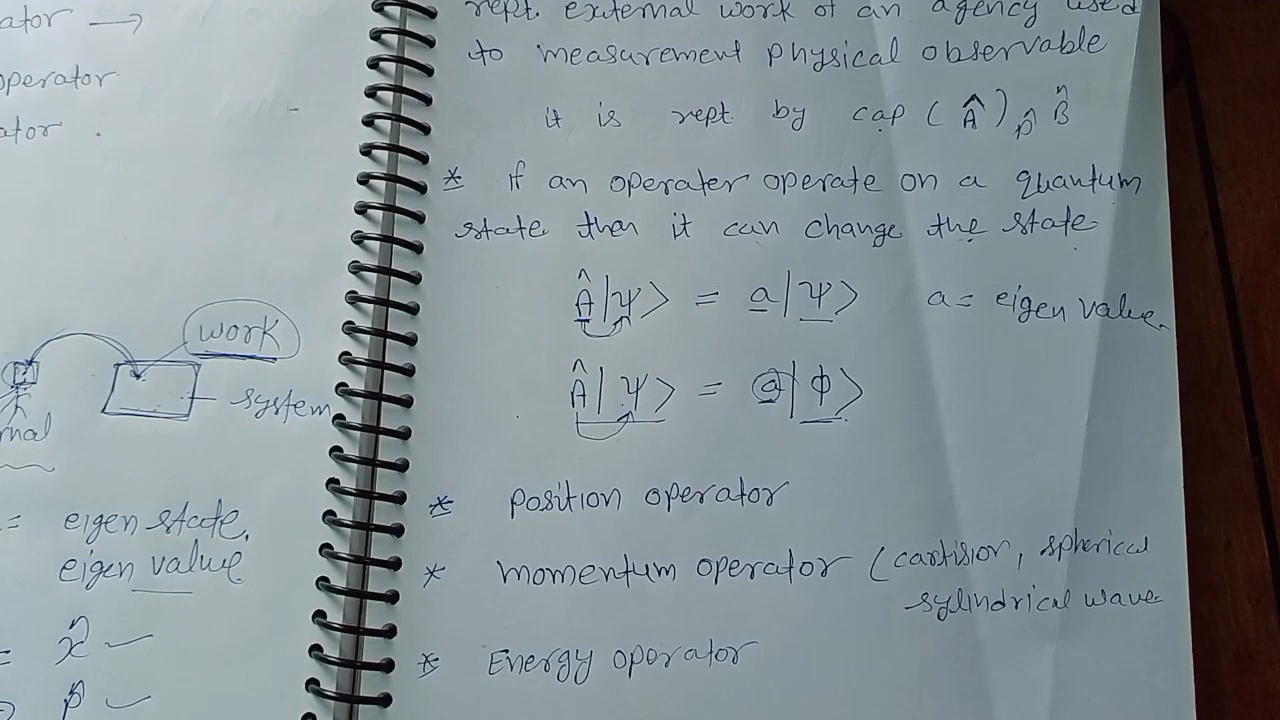 ator →
operator
ator .
work
system
rnal
= eigen state,
eigen value
= x̂
p̂
rept. external work of an agency used
to measurement physical observable
it is rept. by cap (Â), p̂ B̂
* If an operater operate on a quantum
state then it can change the state
Â|Ψ> = a|Ψ> a = eigen value.
Â|Ψ> = a|ϕ>
* position operator
* momentum operator (cartision, spherical
sylindrical wave
* Energy operator